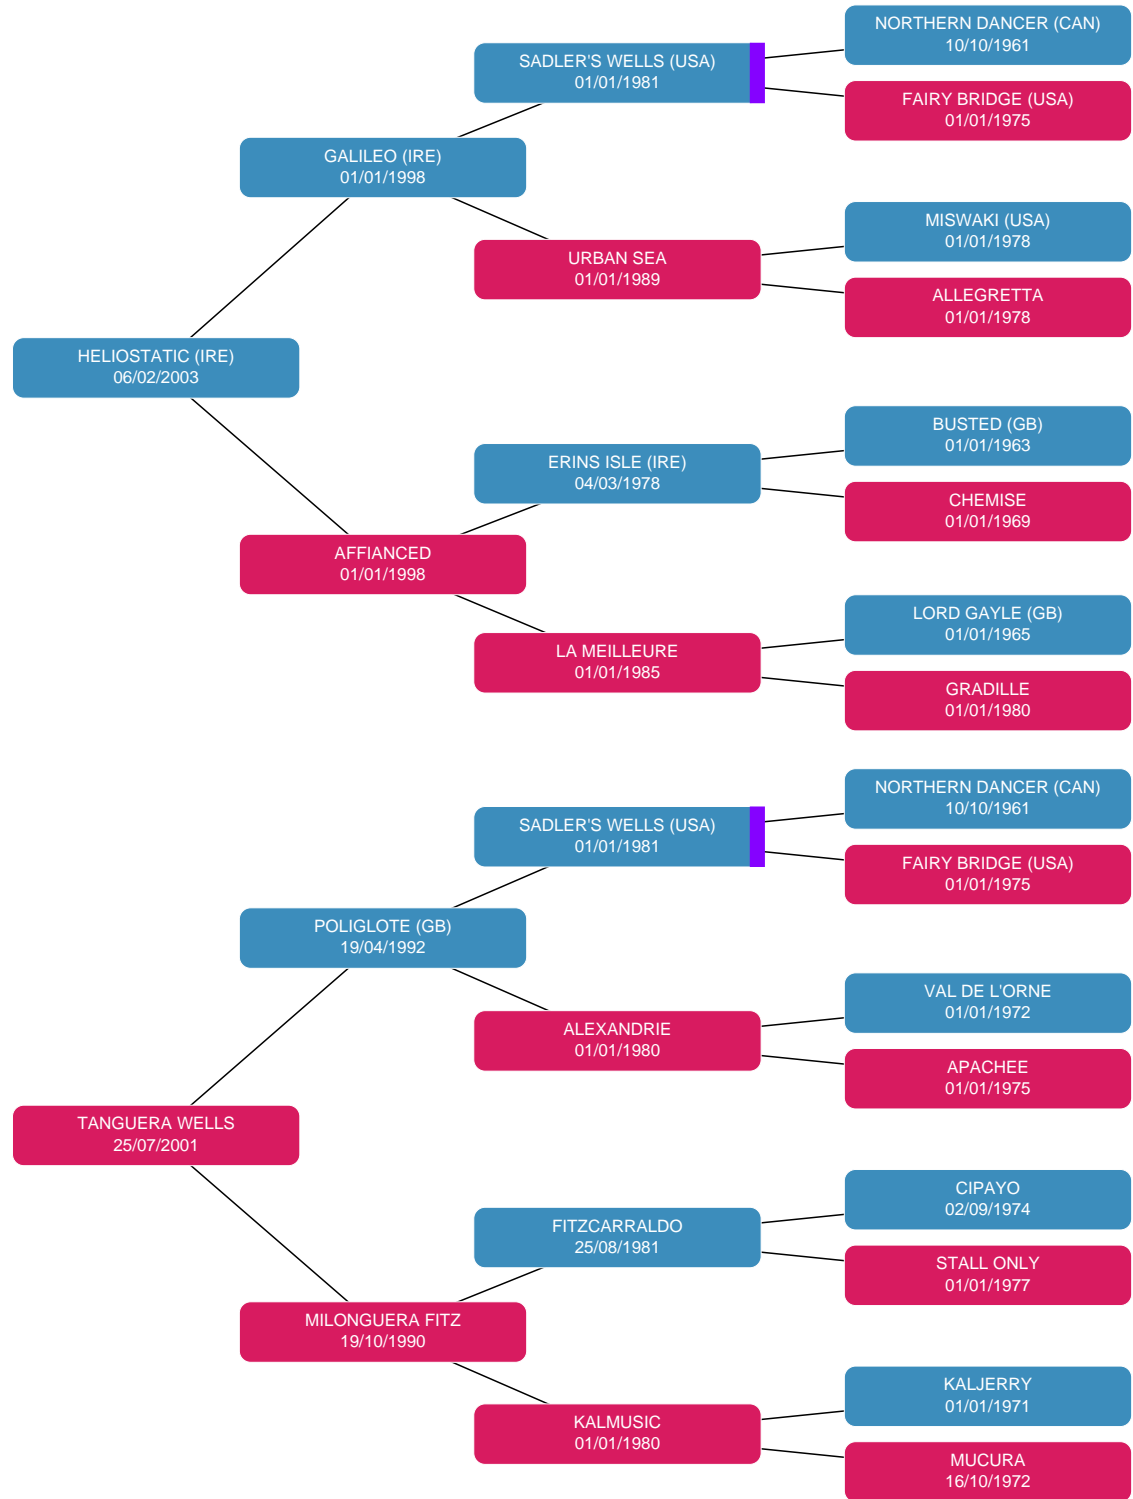 NORTHERN DANCER (CAN)
10/10/1961
SADLER'S WELLS (USA)
01/01/1981
FAIRY BRIDGE (USA)
01/01/1975
GALILEO (IRE)
01/01/1998
MISWAKI (USA)
01/01/1978
URBAN SEA
01/01/1989
ALLEGRETTA
01/01/1978
HELIOSTATIC (IRE)
06/02/2003
BUSTED (GB)
01/01/1963
ERINS ISLE (IRE)
04/03/1978
CHEMISE
01/01/1969
AFFIANCED
01/01/1998
LORD GAYLE (GB)
01/01/1965
LA MEILLEURE
01/01/1985
GRADILLE
01/01/1980
NORTHERN DANCER (CAN)
10/10/1961
SADLER'S WELLS (USA)
01/01/1981
FAIRY BRIDGE (USA)
01/01/1975
POLIGLOTE (GB)
19/04/1992
VAL DE L'ORNE
01/01/1972
ALEXANDRIE
01/01/1980
APACHEE
01/01/1975
TANGUERA WELLS
25/07/2001
CIPAYO
02/09/1974
FITZCARRALDO
25/08/1981
STALL ONLY
01/01/1977
MILONGUERA FITZ
19/10/1990
KALJERRY
01/01/1971
KALMUSIC
01/01/1980
MUCURA
16/10/1972